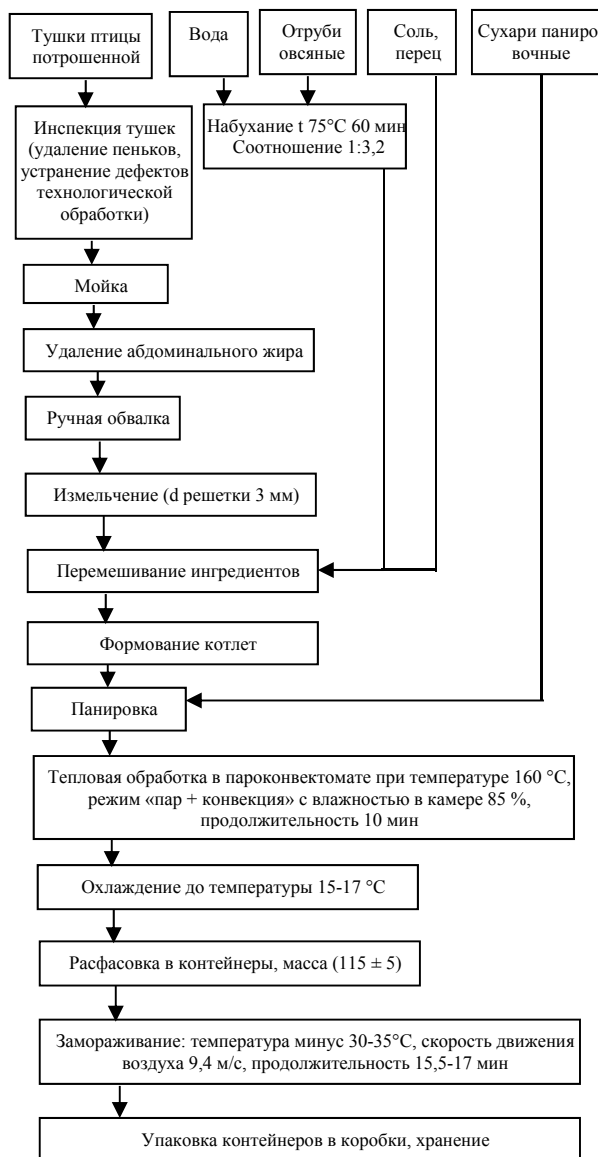 Тушки птицы
потрошенной
Вода
Отруби
овсяные
Соль,
перец
Сухари паниро
вочные
Инспекция тушек
(удаление пеньков,
устранение дефектов
технологической
обработки)
Набухание t 75°С 60 мин
Соотношение 1:3,2
Мойка
Удаление абдоминального жира
Ручная обвалка
Измельчение (d решетки 3 мм)
Перемешивание ингредиентов
Формование котлет
Панировка
Тепловая обработка в пароконвектомате при температуре 160 °С,
режим «пар + конвекция» с влажностью в камере 85 %,
продолжительность 10 мин
Охлаждение до температуры 15-17 °С
Расфасовка в контейнеры, масса (115 ± 5)
Замораживание: температура минус 30-35°С, скорость движения
воздуха 9,4 м/с, продолжительность 15,5-17 мин
Упаковка контейнеров в коробки, хранение